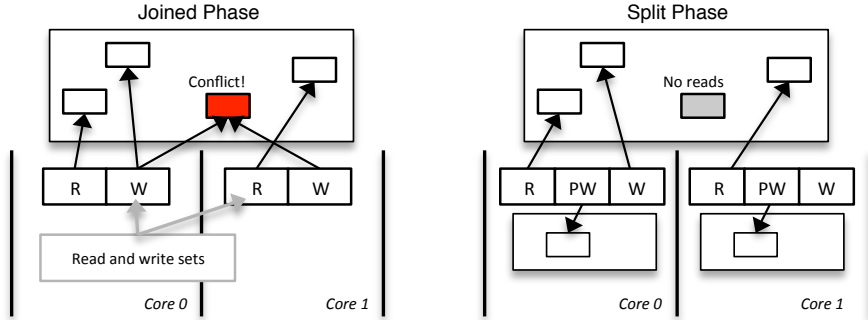 Joined Phase
Split Phase
Conflict!
No reads
R W R W
R PW W R PW W
Read and write sets
Core 0 Core 1
Core 0 Core 1